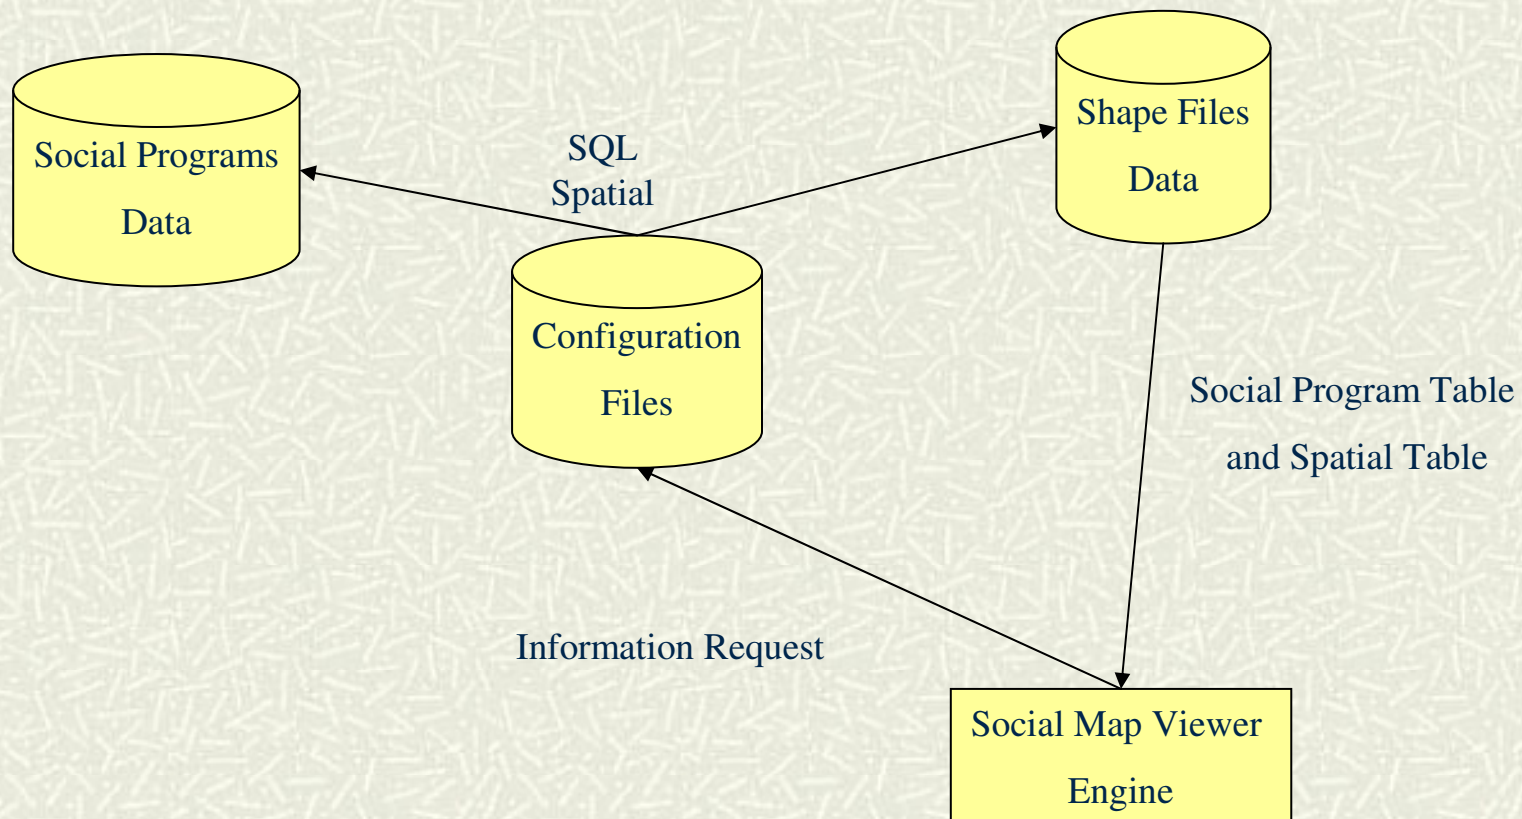 Shape Files
Data
Social Programs
Data
SQL
Spatial
Configuration
Files
Social Program Table
and Spatial Table
Information Request
Social Map Viewer
Engine